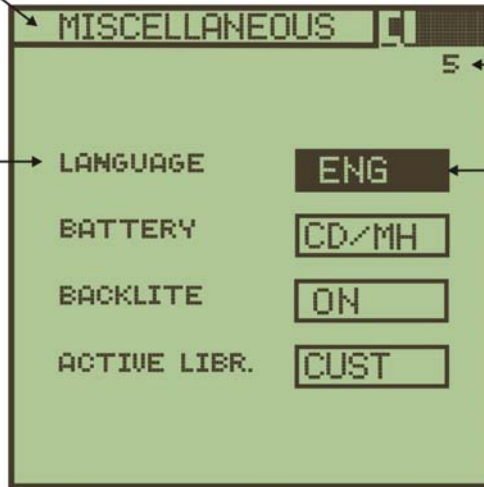 MISCELLANEOUS
5
LANGUAGE ENG
BATTERY CD/MH
BACKLITE ON
ACTIVE LIBR. CUST